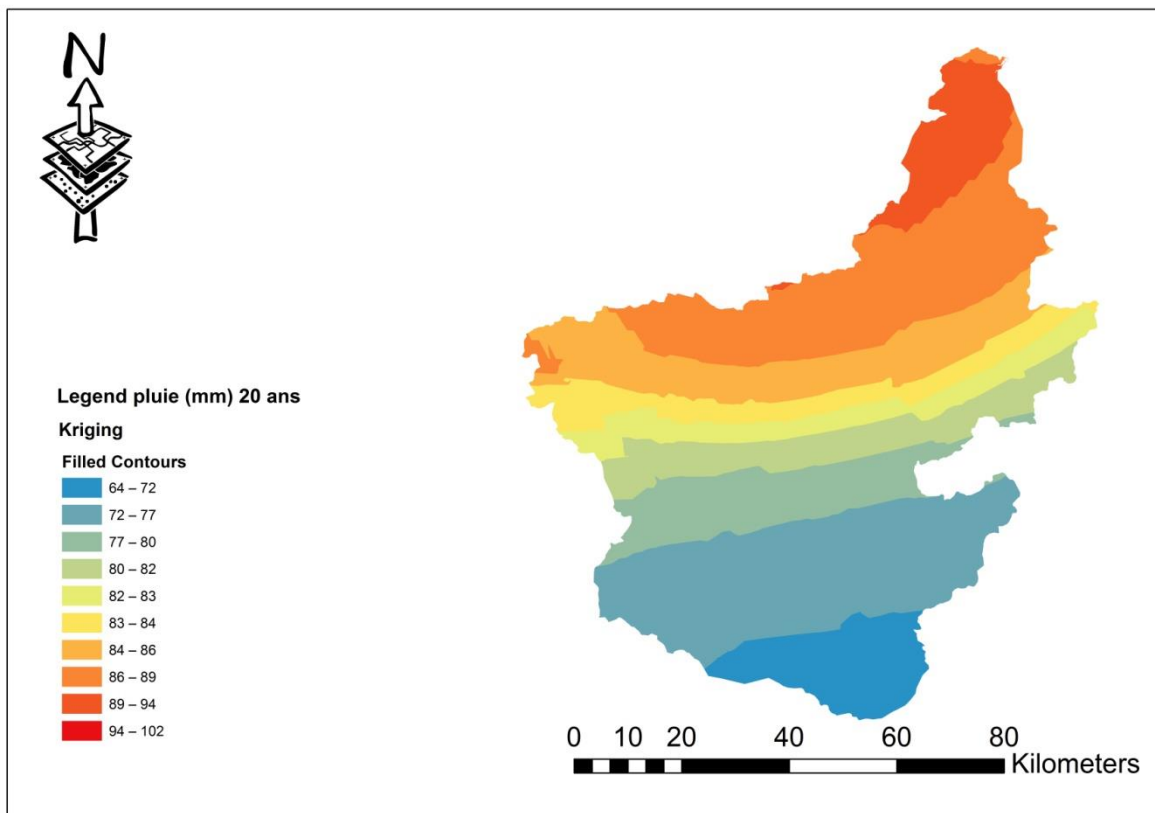 N
Legend pluie (mm) 20 ans
Kriging
Filled Contours
64 – 72
72 – 77
77 – 80
80 – 82
82 – 83
83 – 84
84 – 86
86 – 89
89 – 94
94 – 102
0 10 20 40 60 80
Kilometers